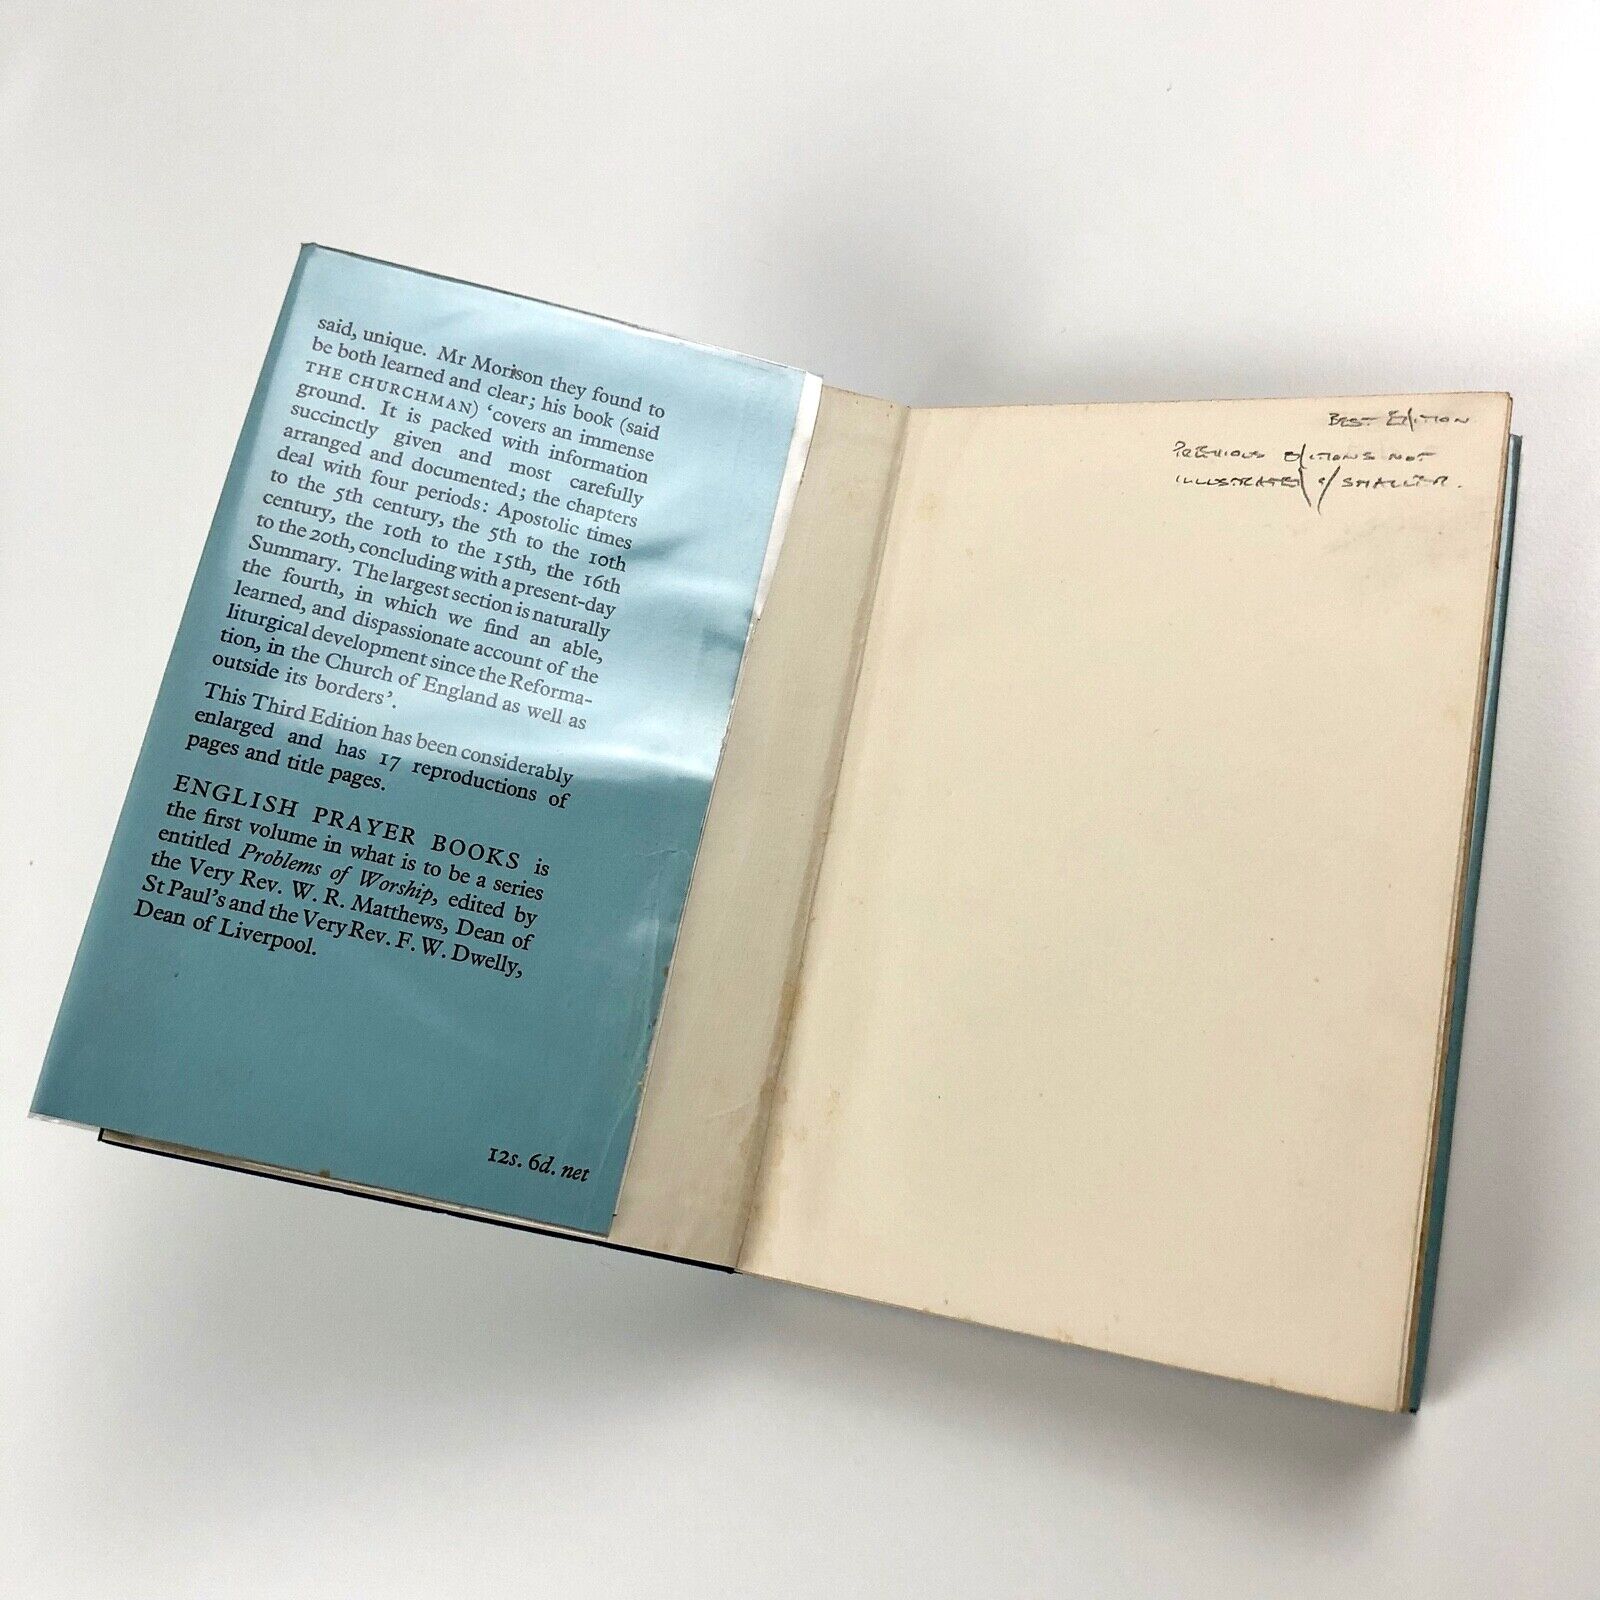 said, unique. Mr Morison they found to
be both learned and clear; his book (said
THE CHURCHMAN) ‘covers an immense
ground. It is packed with information
succinctly given and most carefully
arranged and documented; the chapters
deal with four periods: Apostolic times
to the 5th century, the 5th to the 10th
century, the 10th to the 15th, the 16th
to the 20th, concluding with a present-day
Summary. The largest section is naturally
the fourth, in which we find an able,
learned, and dispassionate account of the
liturgical development since the Reforma-
tion, in the Church of England as well as
outside its borders’.
This Third Edition has been considerably
enlarged and has 17 reproductions of
pages and title pages.
ENGLISH PRAYER BOOKS is
the first volume in what is to be a series
entitled Problems of Worship, edited by
the Very Rev. W. R. Matthews, Dean of
St Paul’s and the Very Rev. F. W. Dwelly,
Dean of Liverpool.
12s. 6d. net
BEST EDITION
PREVIOUS EDITIONS NOT
ILLUSTRATED & SMALLER.